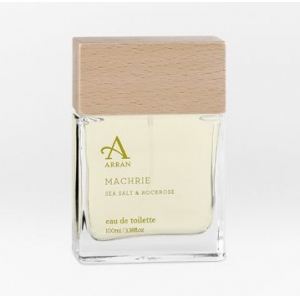 A
ARRAN
MACHRIE
SEA SALT & ROCKROSE
eau de toilette
100ml / 3.38fl.oz